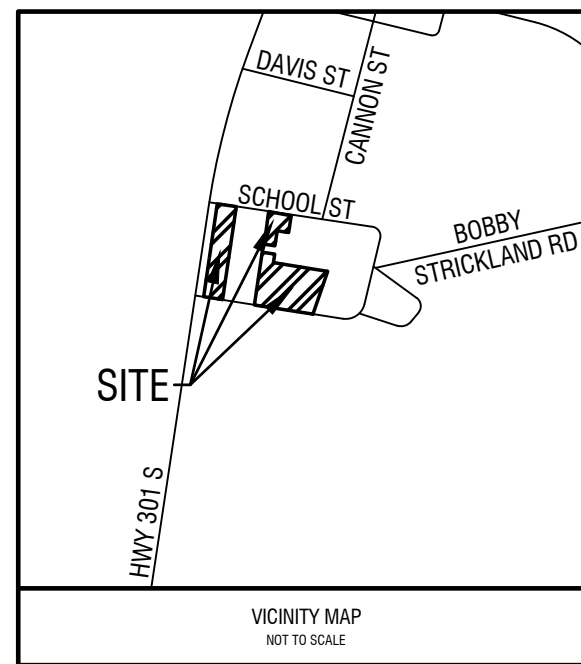 DAVIS ST
CANNON ST
SCHOOL ST
BOBBY
STRICKLAND RD
SITE
HWY 301 S
VICINITY MAP
NOT TO SCALE